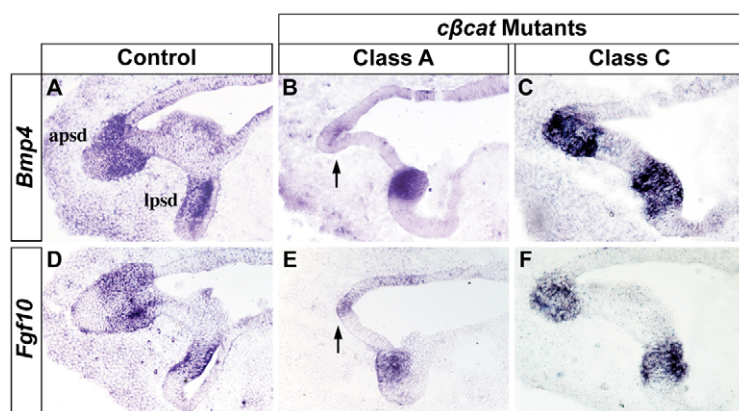 cβcat Mutants
Control
Class A
Class C
Bmp4
A
apsd
lpsd
B
C
Fgf10
D
E
F